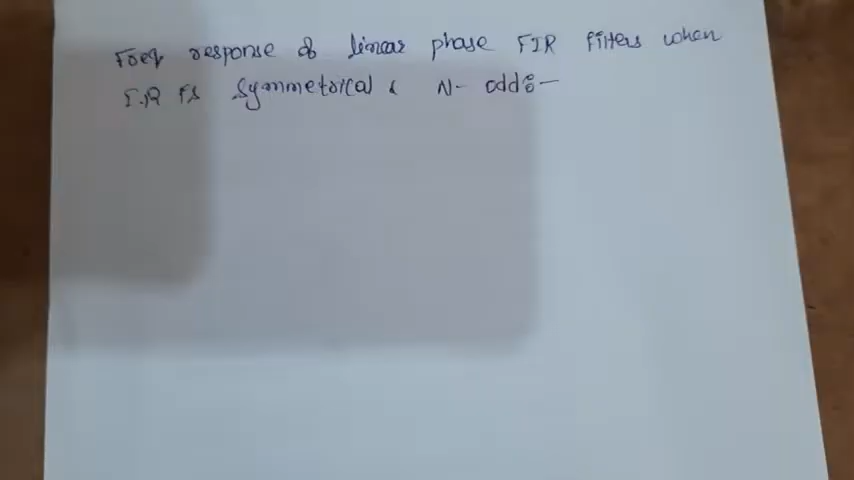 Freq response of linear phase FIR filters when
I.R is Symmetrical & N- odd:-